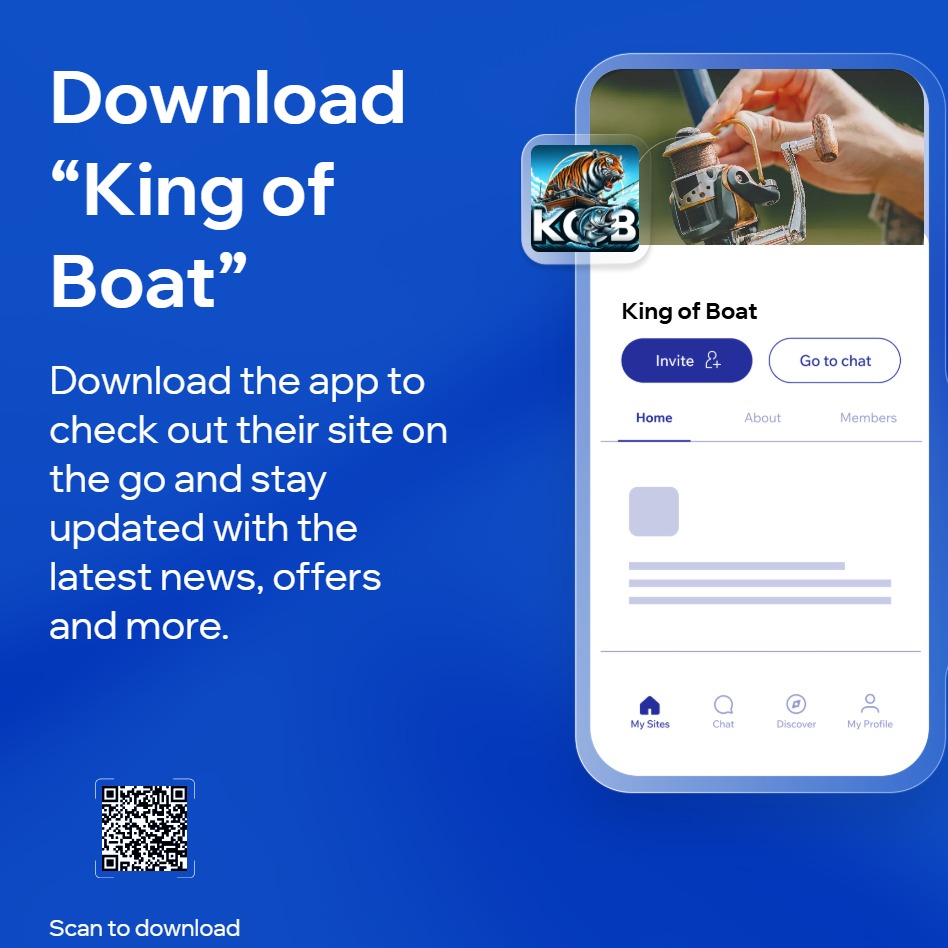 Download
“King of
Boat”
Download the app to
check out their site on
the go and stay
updated with the
latest news, offers
and more.
Scan to download
KOB
King of Boat
Invite
Go to chat
Home
About
Members
My Sites
Chat
Discover
My Profile